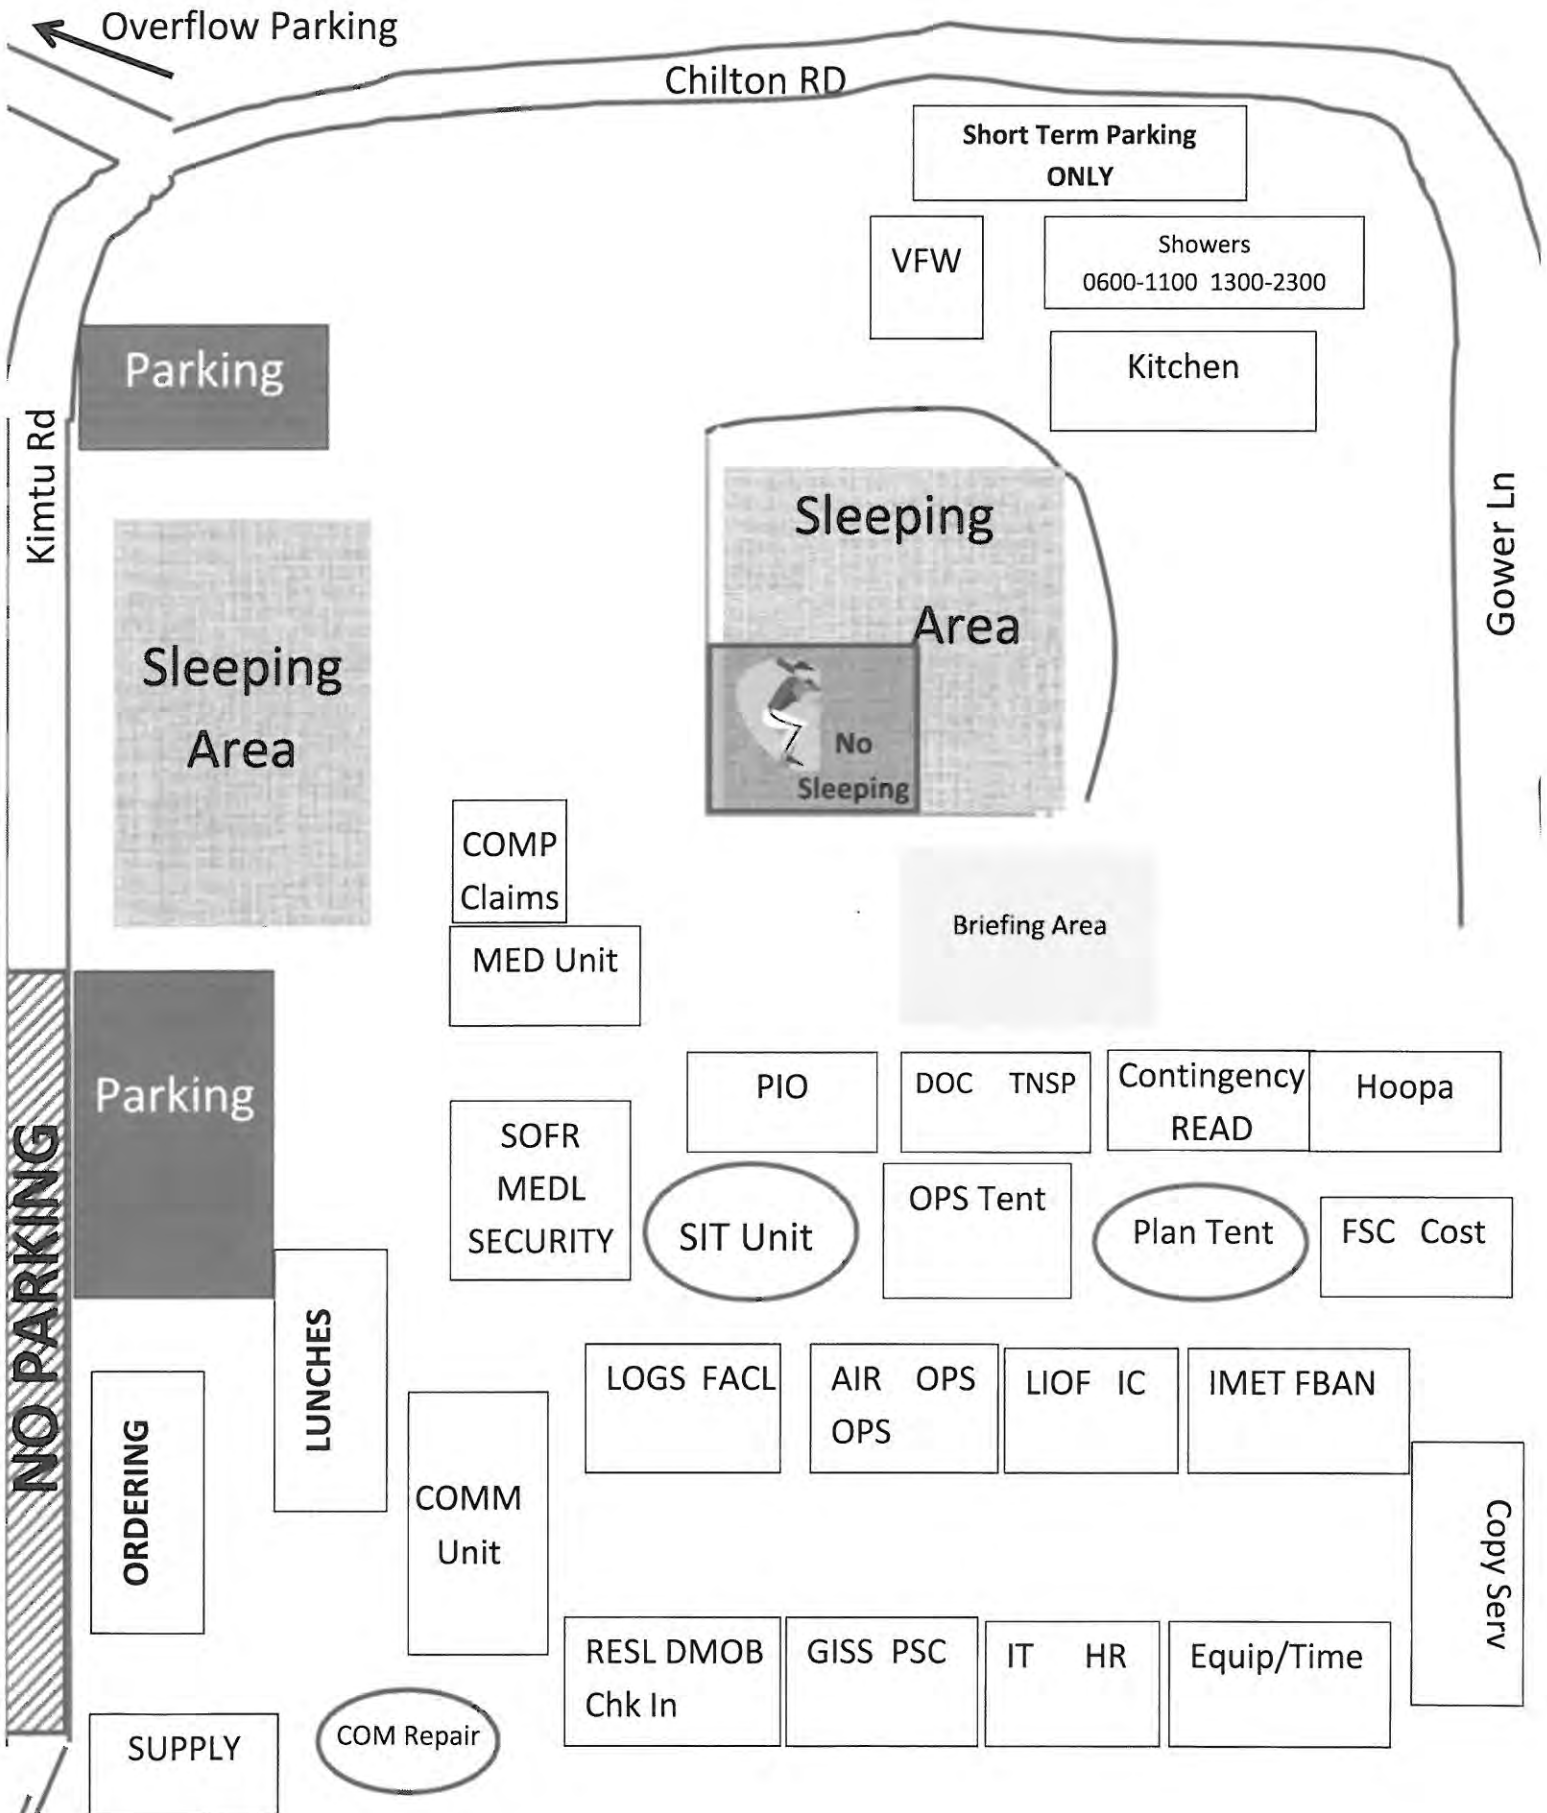 Overflow Parking
Chilton RD
Short Term Parking
ONLY
VFW
Showers
0600-1100 1300-2300
Kitchen
Parking
Kimtu Rd
Gower Ln
Sleeping
Area
Sleeping
Area
No
Sleeping
COMP
Claims
MED Unit
Briefing Area
Parking
NO PARKING
PIO
DOC TNSP
Contingency
READ
Hoopa
SOFR
MEDL
SECURITY
SIT Unit
OPS Tent
Plan Tent
FSC Cost
LUNCHES
ORDERING
LOGS FACL
AIR OPS
OPS
LIOF IC
IMET FBAN
COMM
Unit
Copy Serv
RESL DMOB
Chk In
GISS PSC
IT HR
Equip/Time
SUPPLY
COM Repair